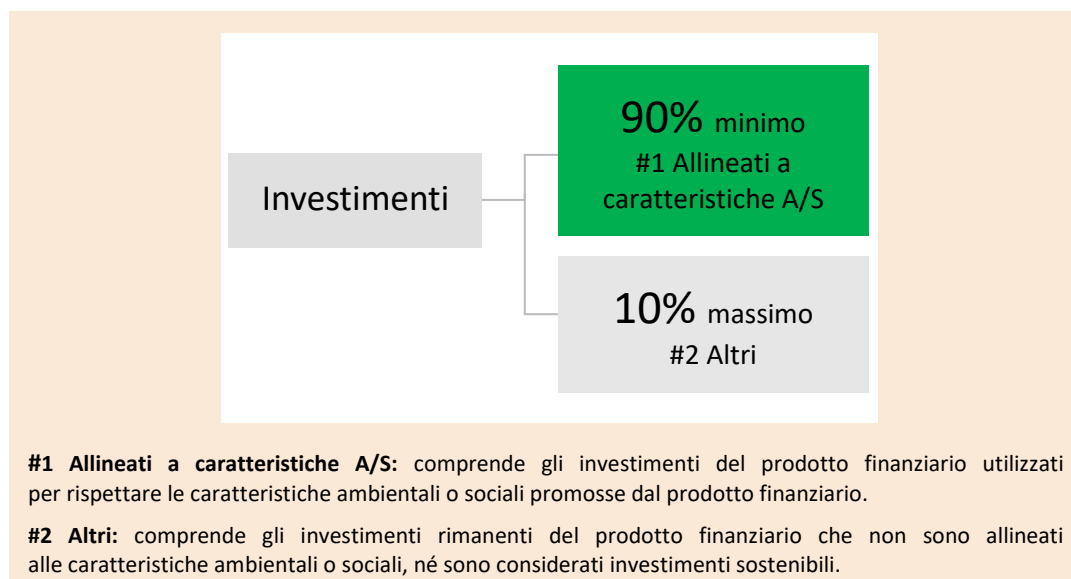 90% minimo
#1 Allineati a
caratteristiche A/S
Investimenti
10% massimo
#2 Altri
#1 Allineati a caratteristiche A/S: comprende gli investimenti del prodotto finanziario utilizzati
per rispettare le caratteristiche ambientali o sociali promosse dal prodotto finanziario.
#2 Altri: comprende gli investimenti rimanenti del prodotto finanziario che non sono allineati
alle caratteristiche ambientali o sociali, né sono considerati investimenti sostenibili.